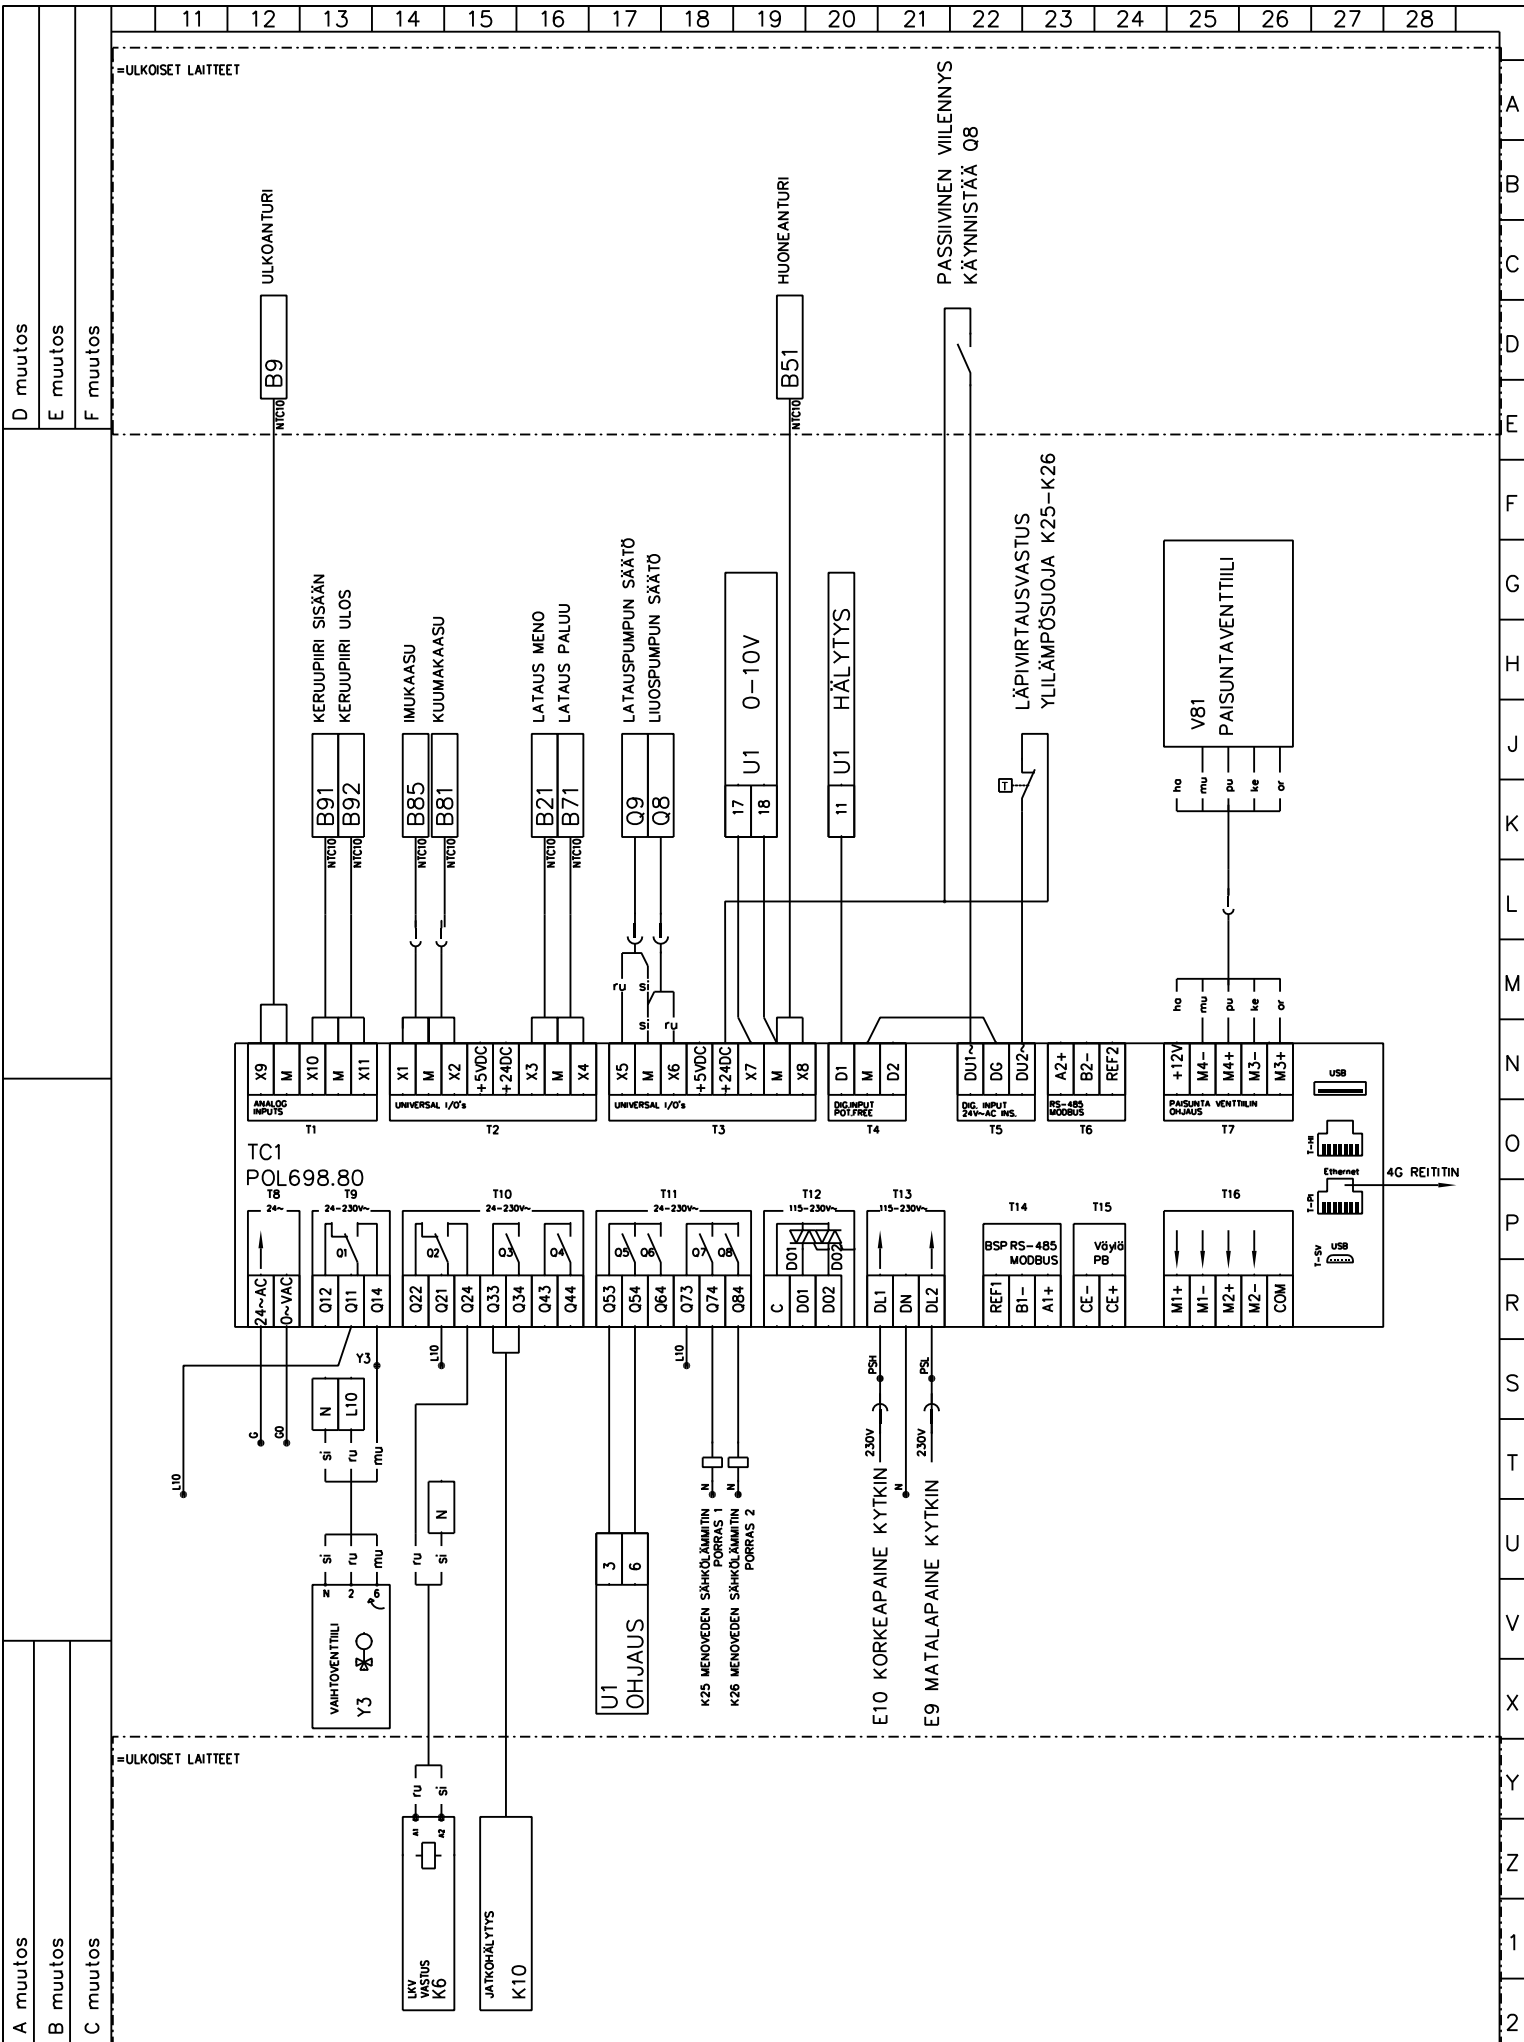 11 12 13 14 15 16 17 18 19 20 21 22 23 24 25 26 27 28
D muutos
E muutos
F muutos
A muutos
B muutos
C muutos
A
B
C
D
E
F
G
H
J
K
L
M
N
O
P
R
S
T
U
V
X
Y
Z
1
2
=ULKOISET LAITTEET
ULKOANTURI
B9
NTC10
HUONEANTURI
B51
NTC10
PASSIIVINEN VIILENNYS
KÄYNNISTÄÄ Q8
KERUUPIIRI SISÄÄN
KERUUPIIRI ULOS
B91
B92
NTC10
NTC10
IMUKAASU
KUUMAKAASU
B85
B81
NTC10
NTC10
LATAUS MENO
LATAUS PALUU
B21
B71
NTC10
NTC10
LATAUSPUMPUN SÄÄTÖ
LIUOSPUMPUN SÄÄTÖ
Q9
Q8
ru
si
si
ru
U1 0-10V
17
18
U1 HÄLYTYS
11
LÄPIVIRTAUSVASTUS
YLILÄMPÖSUOJA K25-K26
T
V81
PAISUNTAVENTTIILI
ha mu pu ke or
ha mu pu ke or
X9 M X10 M X11
ANALOG
INPUTS
T1
X1 M X2 +5VDC +24DC X3 M X4
UNIVERSAL I/O's
T2
X5 M X6 +5VDC +24DC X7 M X8
UNIVERSAL I/O's
T3
D1 M D2
DIG.INPUT
POT.FREE
T4
DU1~ DG DU2~
DIG. INPUT
24V~AC INS.
T5
A2+ B2- REF2
RS-485
MODBUS
T6
+12V M4- M4+ M3- M3+
PAISUNTA VENTTIILIN
OHJAUS
T7
USB
T-HI
Ethernet
T-PI
4G REITITIN
USB
T-SV
TC1
POL698.80
T8
24~
24~AC 0~VAC
T9
24-230V~
Q1
Q12 Q11 Q14
T10
24-230V~
Q2 Q3 Q4
Q22 Q21 Q24 Q33 Q34 Q43 Q44
T11
24-230V~
Q5 Q6 Q7 Q8
Q53 Q54 Q64 Q73 Q74 Q84
T12
115-230V~
DO1 DO2
C DO1 DO2
T13
115-230V~
DL1 DN DL2
T14
BSP RS-485
MODBUS
REF1 B1- A1+
T15
Väylä
PB
CE- CE+
T16
M1+ M1- M2+ M2- COM
L10
G
G0
Y3
N
L10
si ru mu
si ru mu
N 2 6
VAIHTOVENTTIILI
Y3
L10
N
ru si
ru si
A1 A2
LKV
VASTUS
K6
JATKOHÄLYTYS
K10
3
6
U1
OHJAUS
L10
N
N
K25 MENOVEDEN SÄHKÖLÄMMITIN
PORRAS 1
K26 MENOVEDEN SÄHKÖLÄMMITIN
PORRAS 2
PSH
230V
E10 KORKEAPAINE KYTKIN
N
PSL
230V
E9 MATALAPAINE KYTKIN
=ULKOISET LAITTEET